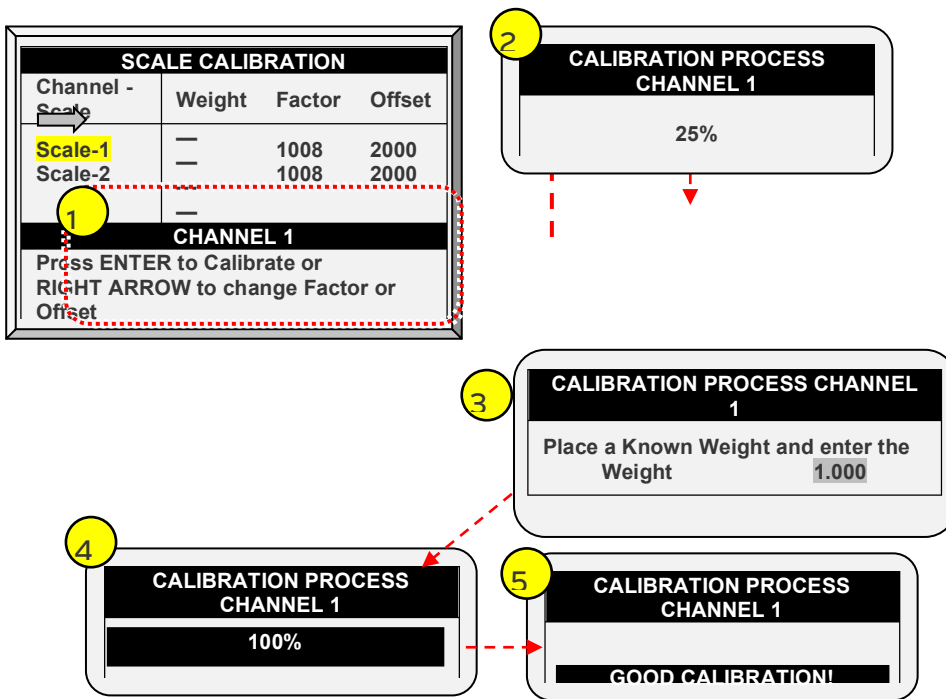 SCALE CALIBRATION
Channel - Scale
Weight Factor Offset
Scale-1 — 1008 2000
Scale-2 — 1008 2000
—
—
1
CHANNEL 1
Press ENTER to Calibrate or
RIGHT ARROW to change Factor or
Offset
2
CALIBRATION PROCESS
CHANNEL 1
25%
3
CALIBRATION PROCESS CHANNEL
1
Place a Known Weight and enter the
Weight 1.000
4
CALIBRATION PROCESS
CHANNEL 1
100%
5
CALIBRATION PROCESS
CHANNEL 1
GOOD CALIBRATION!